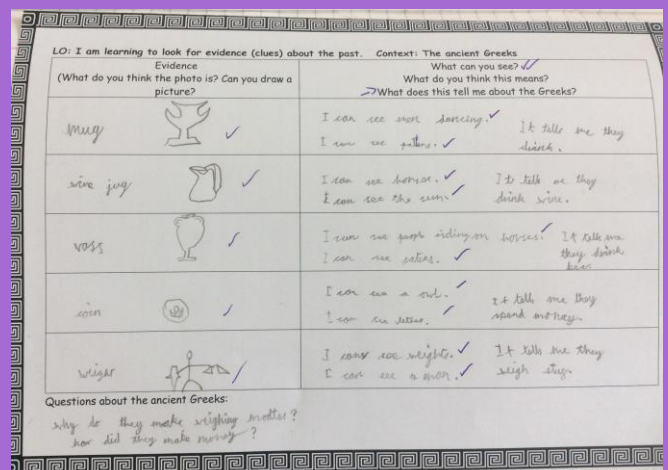 LO: I am learning to look for evidence (clues) about the past. Context: The ancient Greeks
Evidence
(What do you think the photo is? Can you draw a
picture?
What can you see?
What do you think this means?
What does this tell me about the Greeks?
mug
I can see men dancing.
I can see pattens.
It tells me they
drink.
wine jug
I can see horses.
I can see the sun.
It tells me they
drink wine.
vass
I can see people riding on horses.
I can see
It tells me
they drink
beer
coin
I can see a owl.
I can see letters.
It tells me they
spend money.
I can see weights.
I can see a man.
It tells me they
Questions about the ancient Greeks:
why do they make weighing
how did they make money?